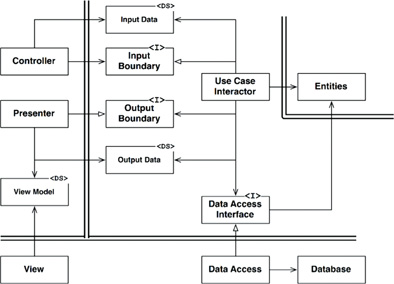 <DS>
Input Data
<I>
Controller
Input
Boundary
Use Case
Interactor
Entities
<I>
Presenter
Output
Boundary
<DS>
Output Data
<DS>
View Model
<I>
Data Access
Interface
View
Data Access
Database